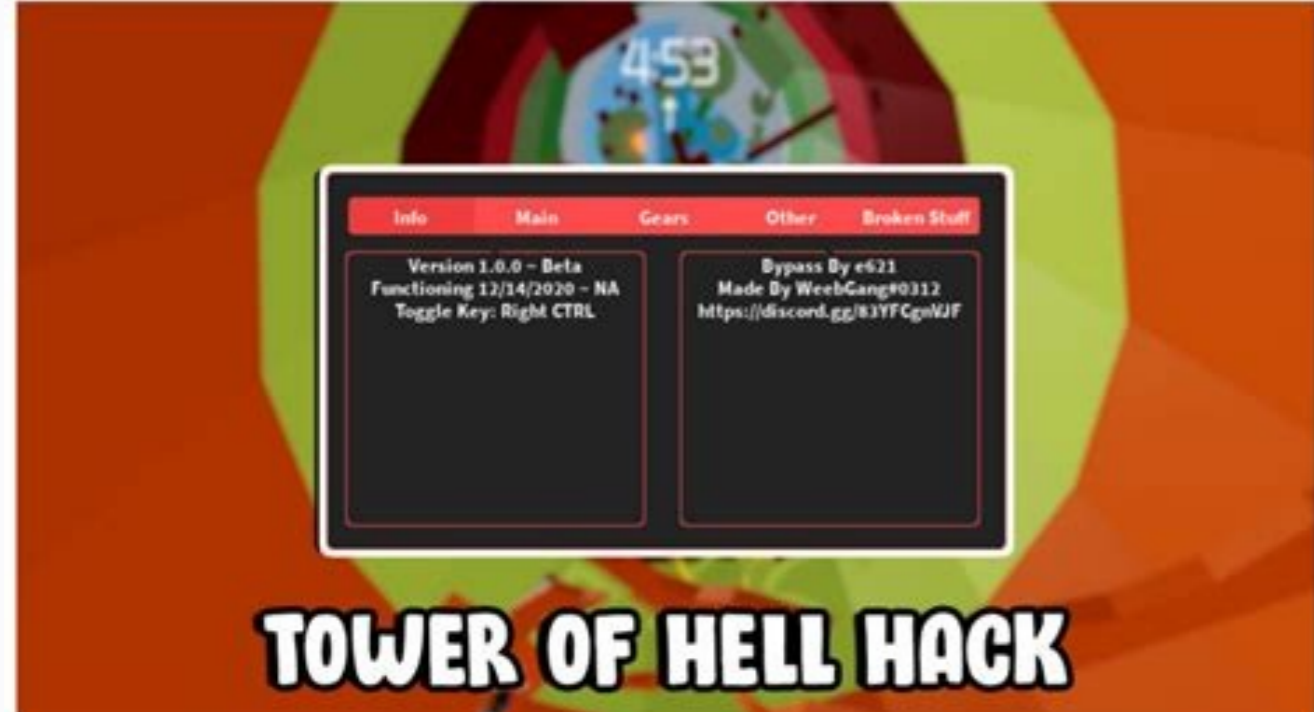 4:53
Info Main Gears Other Broken Stuff
Version 1.0.0 - Beta
Functioning 12/14/2020 - NA
Toggle Key: Right CTRL
Bypass By e621
Made By WeebGang#0312
https://discord.gg/83YFCgnVJF
TOWER OF HELL HACK